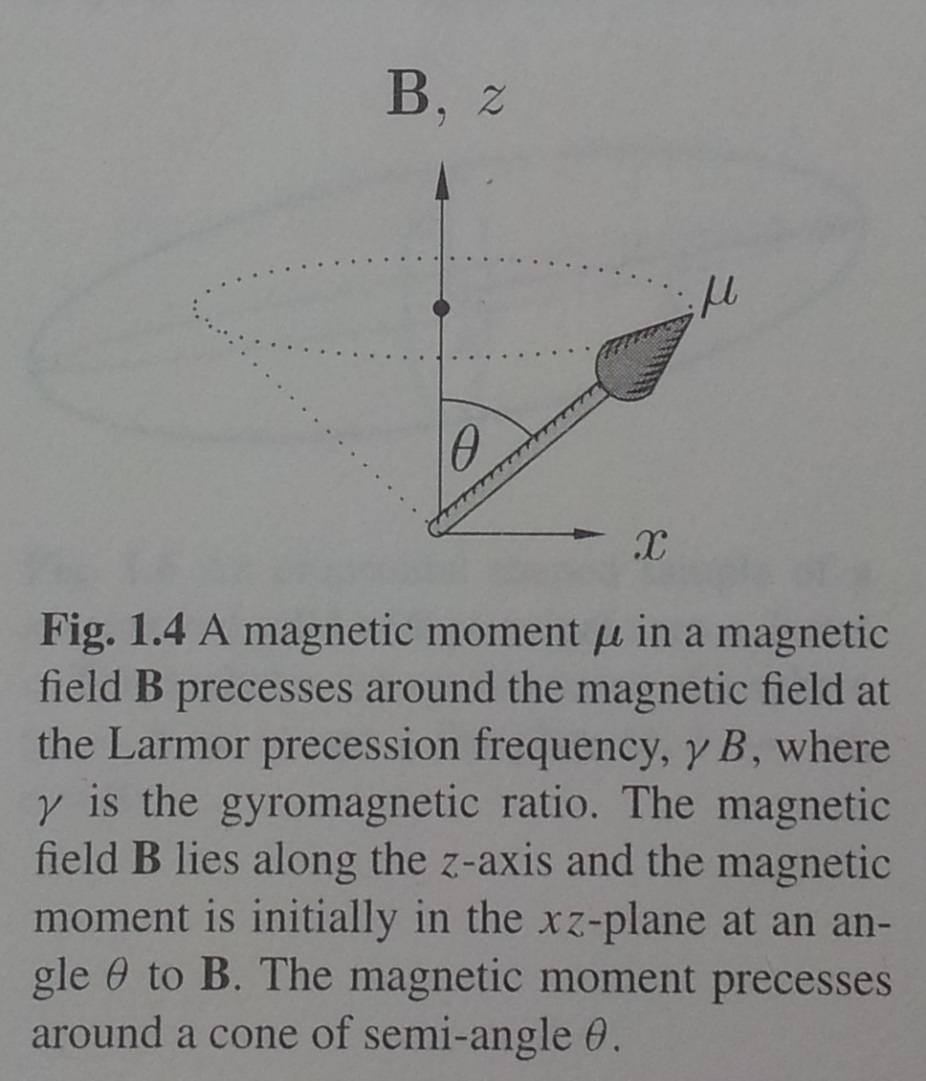 B, z
μ
θ
x
Fig. 1.4 A magnetic moment μ in a magnetic
field B precesses around the magnetic field at
the Larmor precession frequency, γB, where
γ is the gyromagnetic ratio. The magnetic
field B lies along the z-axis and the magnetic
moment is initially in the xz-plane at an an-
gle θ to B. The magnetic moment precesses
around a cone of semi-angle θ.